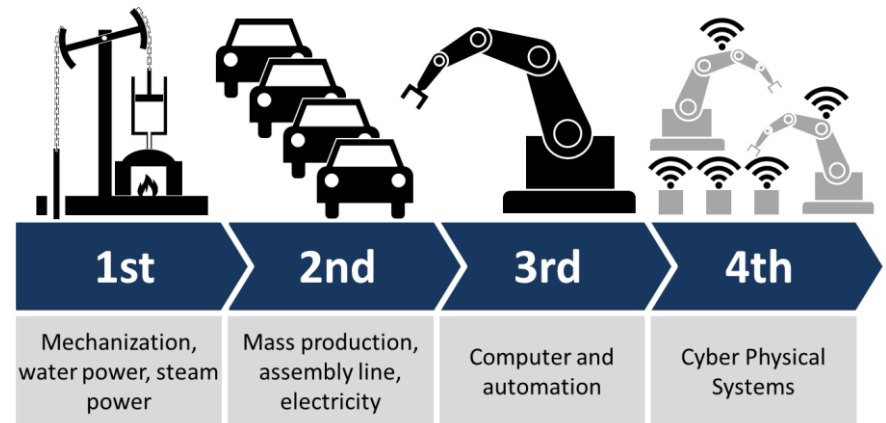 1st
2nd
3rd
4th
Mechanization,
water power, steam
power
Mass production,
assembly line,
electricity
Computer and
automation
Cyber Physical
Systems